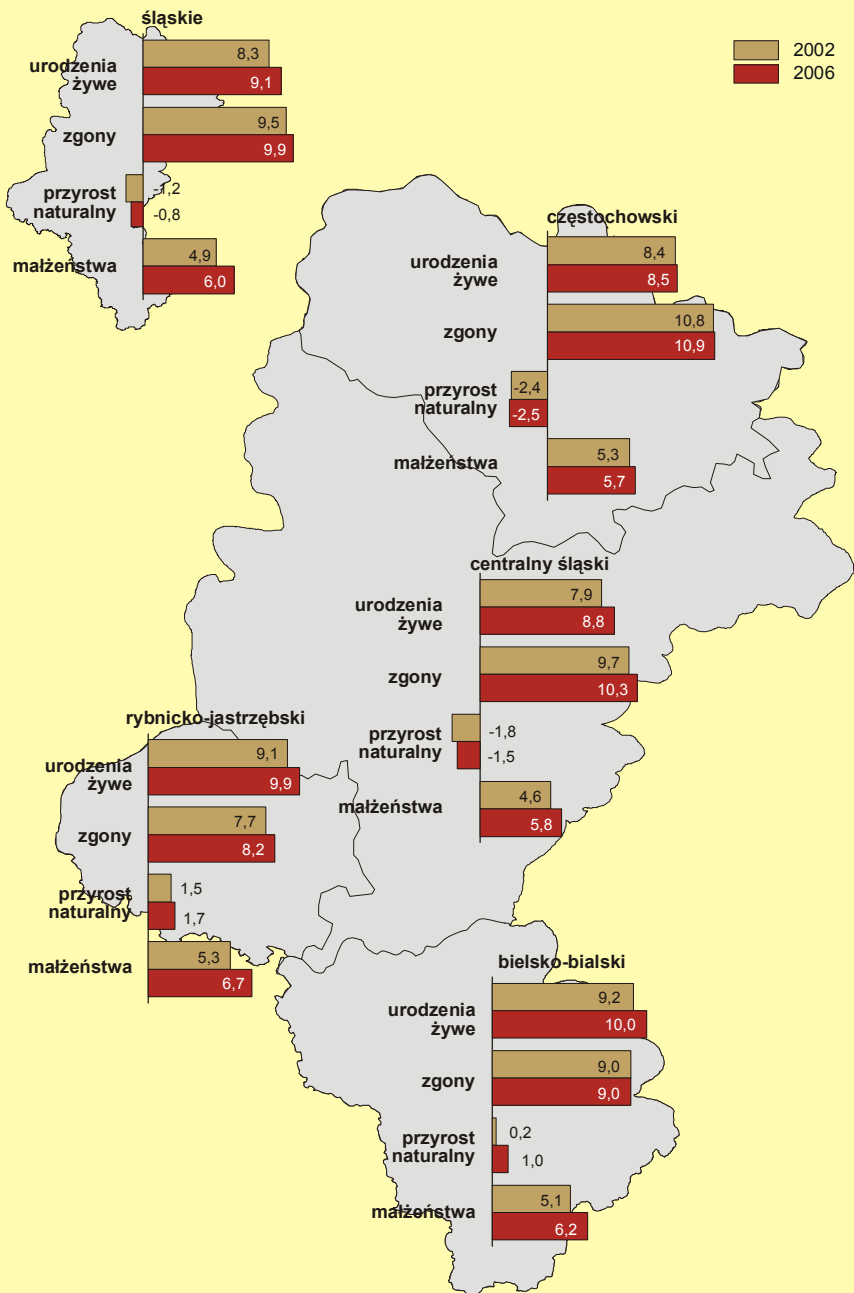 śląskie
2002
2006
urodzenia
żywe
8,3
9,1
zgony
9,5
9,9
przyrost
naturalny
-1,2
-0,8
małżeństwa
4,9
6,0
częstochowski
urodzenia
żywe
8,4
8,5
zgony
10,8
10,9
przyrost
naturalny
-2,4
-2,5
małżeństwa
5,3
5,7
centralny śląski
urodzenia
żywe
7,9
8,8
zgony
9,7
10,3
przyrost
naturalny
-1,8
-1,5
małżeństwa
4,6
5,8
rybnicko-jastrzębski
urodzenia
żywe
9,1
9,9
zgony
7,7
8,2
przyrost
naturalny
1,5
1,7
małżeństwa
5,3
6,7
bielsko-bialski
urodzenia
żywe
9,2
10,0
zgony
9,0
9,0
przyrost
naturalny
0,2
1,0
małżeństwa
5,1
6,2